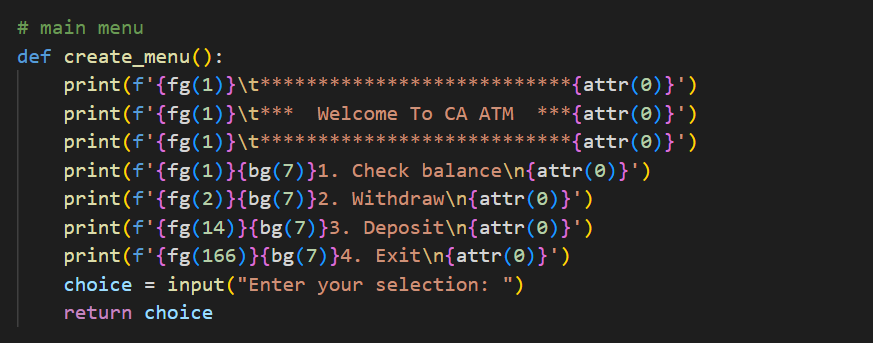 # main menu
def create_menu():
    print(f'{fg(1)}\t***************************{attr(0)}')
    print(f'{fg(1)}\t***  Welcome To CA ATM  ***{attr(0)}')
    print(f'{fg(1)}\t***************************{attr(0)}')
    print(f'{fg(1)}{bg(7)}1. Check balance\n{attr(0)}')
    print(f'{fg(2)}{bg(7)}2. Withdraw\n{attr(0)}')
    print(f'{fg(14)}{bg(7)}3. Deposit\n{attr(0)}')
    print(f'{fg(166)}{bg(7)}4. Exit\n{attr(0)}')
    choice = input("Enter your selection: ")
    return choice